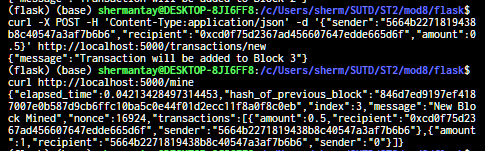 (flask) (base) shermantay@DESKTOP-8JI6FF8:/c/Users/sherm/SUTD/ST2/mod8/flask$
curl -X POST -H 'Content-Type:application/json' -d '{"sender":"5664b2271819438
b8c40547a3af7b6b6","recipient":"0xcd0f75d2367ad456607647edde665d6f","amount":
0.5}' http://localhost:5000/transactions/new
{"message":"Transaction will be added to Block 3"}
(flask) (base) shermantay@DESKTOP-8JI6FF8:/c/Users/sherm/SUTD/ST2/mod8/flask$
curl http://localhost:5000/mine
{"elapsed_time":0.04213428497314453,"hash_of_previous_block":"846d7ed9197ef418
7007e0b587d9cb6ffc10ba5c0e44f01d2ecc11f8a0f8c0eb","index":3,"message":"New Blo
ck Mined","nonce":16924,"transactions":[{"amount":0.5,"recipient":"0xcd0f75d23
67ad456607647edde665d6f","sender":"5664b2271819438b8c40547a3af7b6b6"},{"amount
":1,"recipient":"5664b2271819438b8c40547a3af7b6b6","sender":"0"}]}